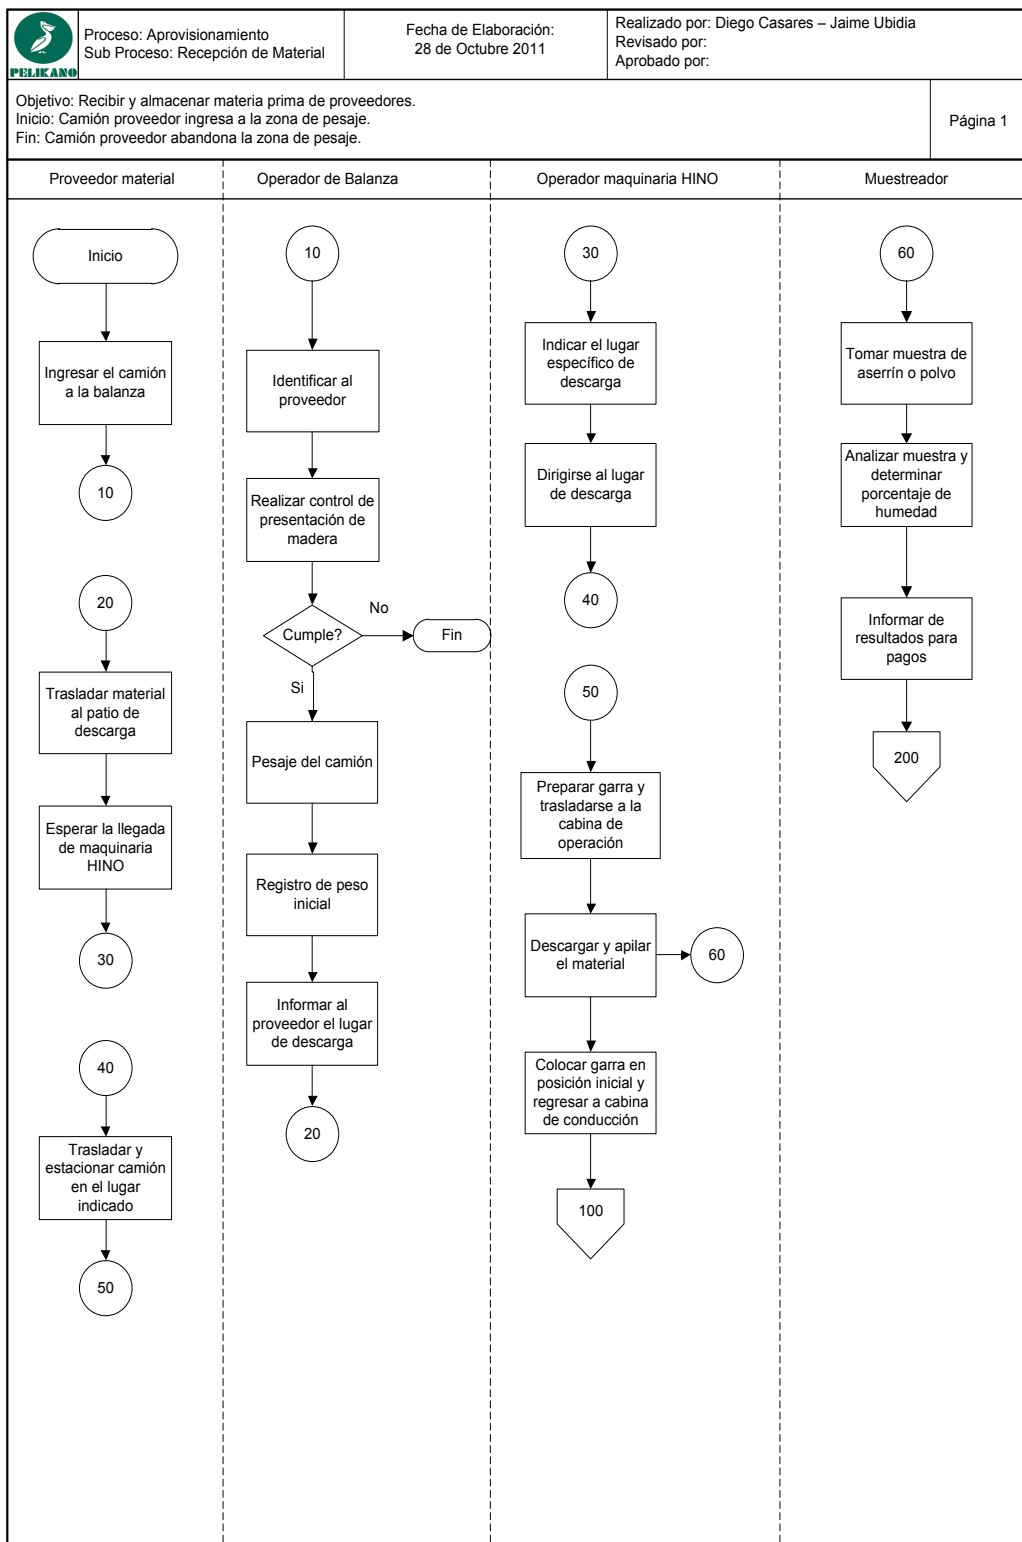 PELIKANO
Proceso: Aprovisionamiento
Sub Proceso: Recepción de Material
Fecha de Elaboración:
28 de Octubre 2011
Realizado por: Diego Casares – Jaime Ubidia
Revisado por:
Aprobado por:
Objetivo: Recibir y almacenar materia prima de proveedores.
Inicio: Camión proveedor ingresa a la zona de pesaje.
Fin: Camión proveedor abandona la zona de pesaje.
Página 1
Proveedor material
Inicio
Ingresar el camión
a la balanza
10
20
Trasladar material
al patio de
descarga
Esperar la llegada
de maquinaria
HINO
30
40
Trasladar y
estacionar camión
en el lugar
indicado
50
Operador de Balanza
10
Identificar al
proveedor
Realizar control de
presentación de
madera
Cumple?
No
Fin
Si
Pesaje del camión
Registro de peso
inicial
Informar al
proveedor el lugar
de descarga
20
Operador maquinaria HINO
30
Indicar el lugar
específico de
descarga
Dirigirse al lugar
de descarga
40
50
Preparar garra y
trasladarse a la
cabina de
operación
Descargar y apilar
el material
60
Colocar garra en
posición inicial y
regresar a cabina
de conducción
100
Muestreador
60
Tomar muestra de
aserrín o polvo
Analizar muestra y
determinar
porcentaje de
humedad
Informar de
resultados para
pagos
200